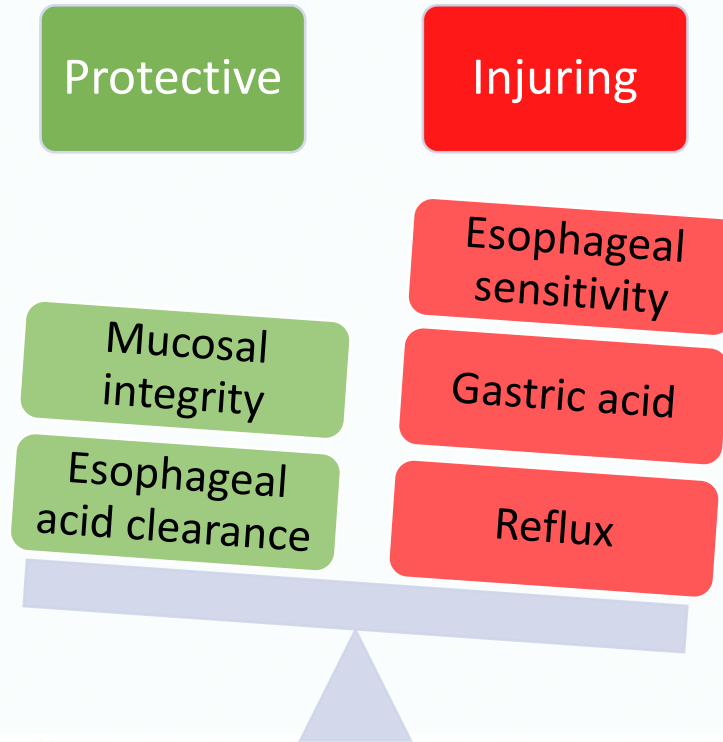 Protective
Injuring
Esophageal
sensitivity
Mucosal
integrity
Gastric acid
Esophageal
acid clearance
Reflux